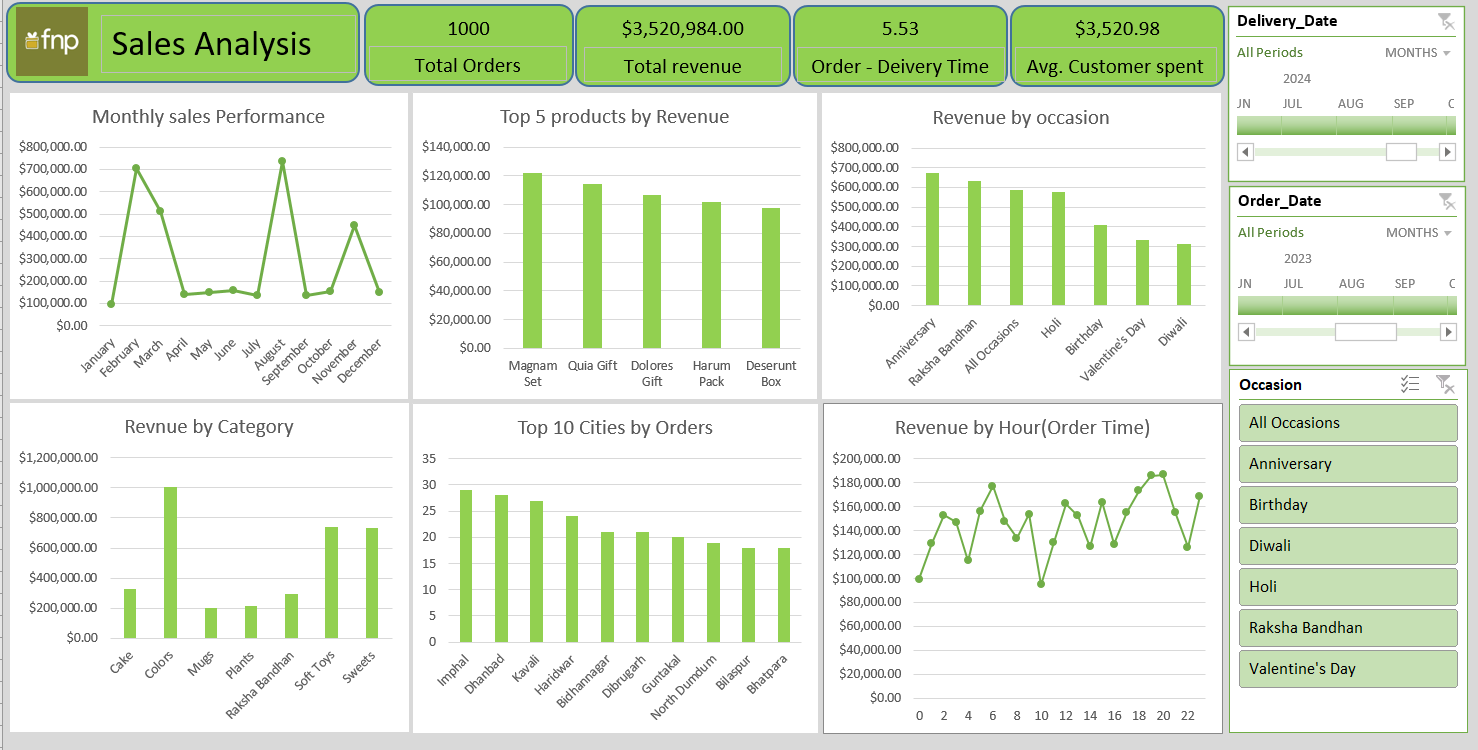 fnp
Sales Analysis
1000
Total Orders
$3,520,984.00
Total revenue
5.53
Order - Deivery Time
$3,520.98
Avg. Customer spent
Monthly sales Performance
$800,000.00
$700,000.00
$600,000.00
$500,000.00
$400,000.00
$300,000.00
$200,000.00
$100,000.00
$0.00
January
February
March
April
May
June
July
August
September
October
November
December
Top 5 products by Revenue
$140,000.00
$120,000.00
$100,000.00
$80,000.00
$60,000.00
$40,000.00
$20,000.00
$0.00
Magnam
Set
Quia Gift
Dolores
Gift
Harum
Pack
Deserunt
Box
Revenue by occasion
$800,000.00
$700,000.00
$600,000.00
$500,000.00
$400,000.00
$300,000.00
$200,000.00
$100,000.00
$0.00
Anniversary
Raksha Bandhan
All Occasions
Holi
Birthday
Valentine's Day
Diwali
Revnue by Category
$1,200,000.00
$1,000,000.00
$800,000.00
$600,000.00
$400,000.00
$200,000.00
$0.00
Cake
Colors
Mugs
Plants
Raksha Bandhan
Soft Toys
Sweets
Top 10 Cities by Orders
35
30
25
20
15
10
5
0
Imphal
Dhanbad
Kavali
Haridwar
Bidhannagar
Dibrugarh
Guntakal
North Dumdum
Bilaspur
Bhatpara
Revenue by Hour(Order Time)
$200,000.00
$180,000.00
$160,000.00
$140,000.00
$120,000.00
$100,000.00
$80,000.00
$60,000.00
$40,000.00
$20,000.00
$0.00
0 2 4 6 8 10 12 14 16 18 20 22
Delivery_Date
All Periods MONTHS
2024
JN JUL AUG SEP
Order_Date
All Periods MONTHS
2023
JN JUL AUG SEP
Occasion
All Occasions
Anniversary
Birthday
Diwali
Holi
Raksha Bandhan
Valentine's Day